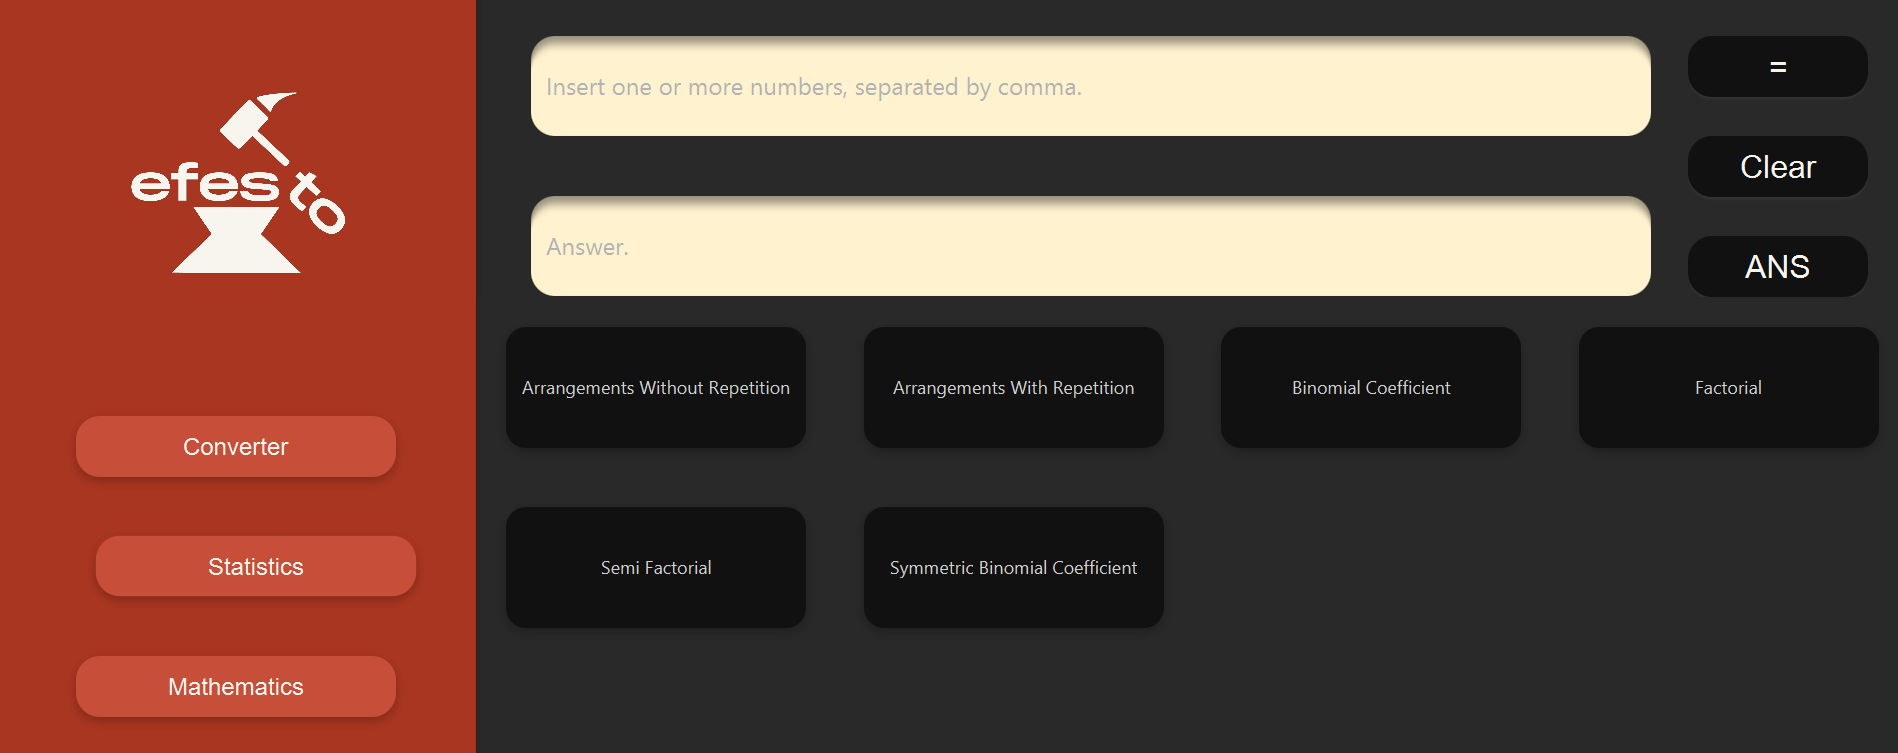 efesto
Converter
Statistics
Mathematics
Insert one or more numbers, separated by comma.
Answer.
=
Clear
ANS
Arrangements Without Repetition
Arrangements With Repetition
Binomial Coefficient
Factorial
Semi Factorial
Symmetric Binomial Coefficient